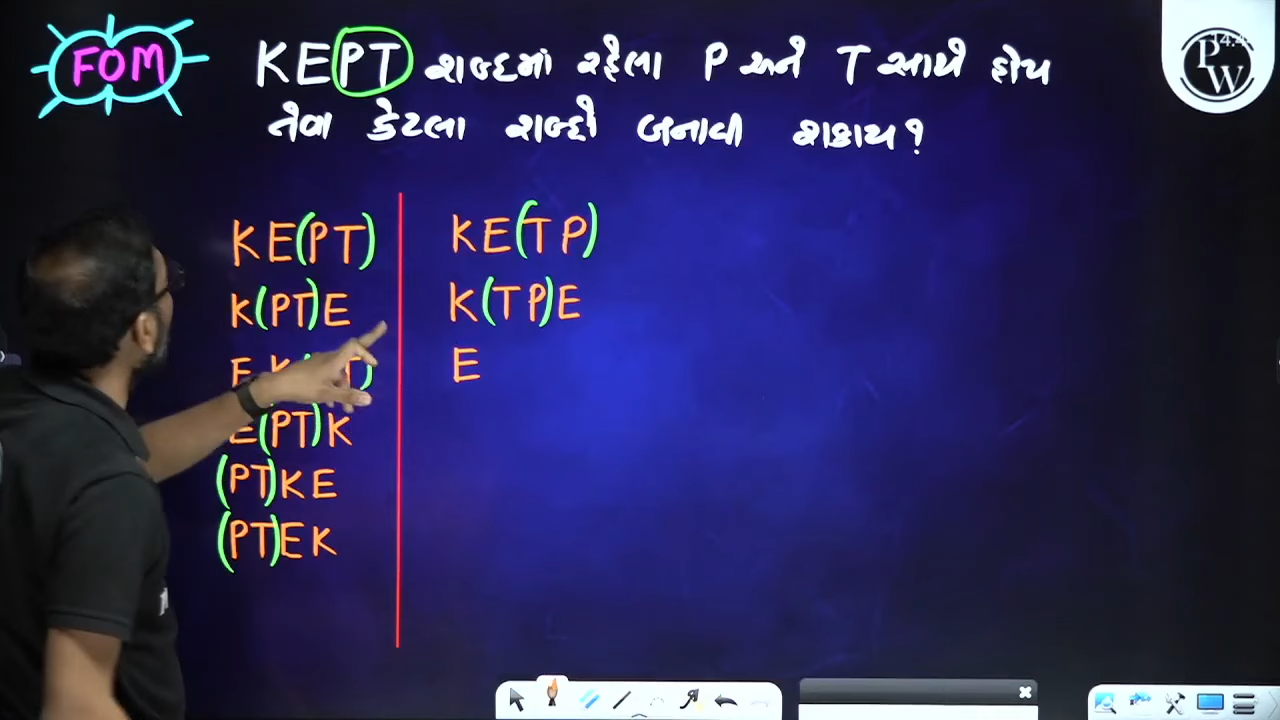 FOM
KEPT શબ્દમાં રહેલા P અને T સાથે હોય
તેવા કેટલા શબ્દો બનાવી શકાય?
KE(PT)
K(PT)E
E K
E(PT)K
(PT)KE
(PT)EK
KE(TP)
K(TP)E
E
PW